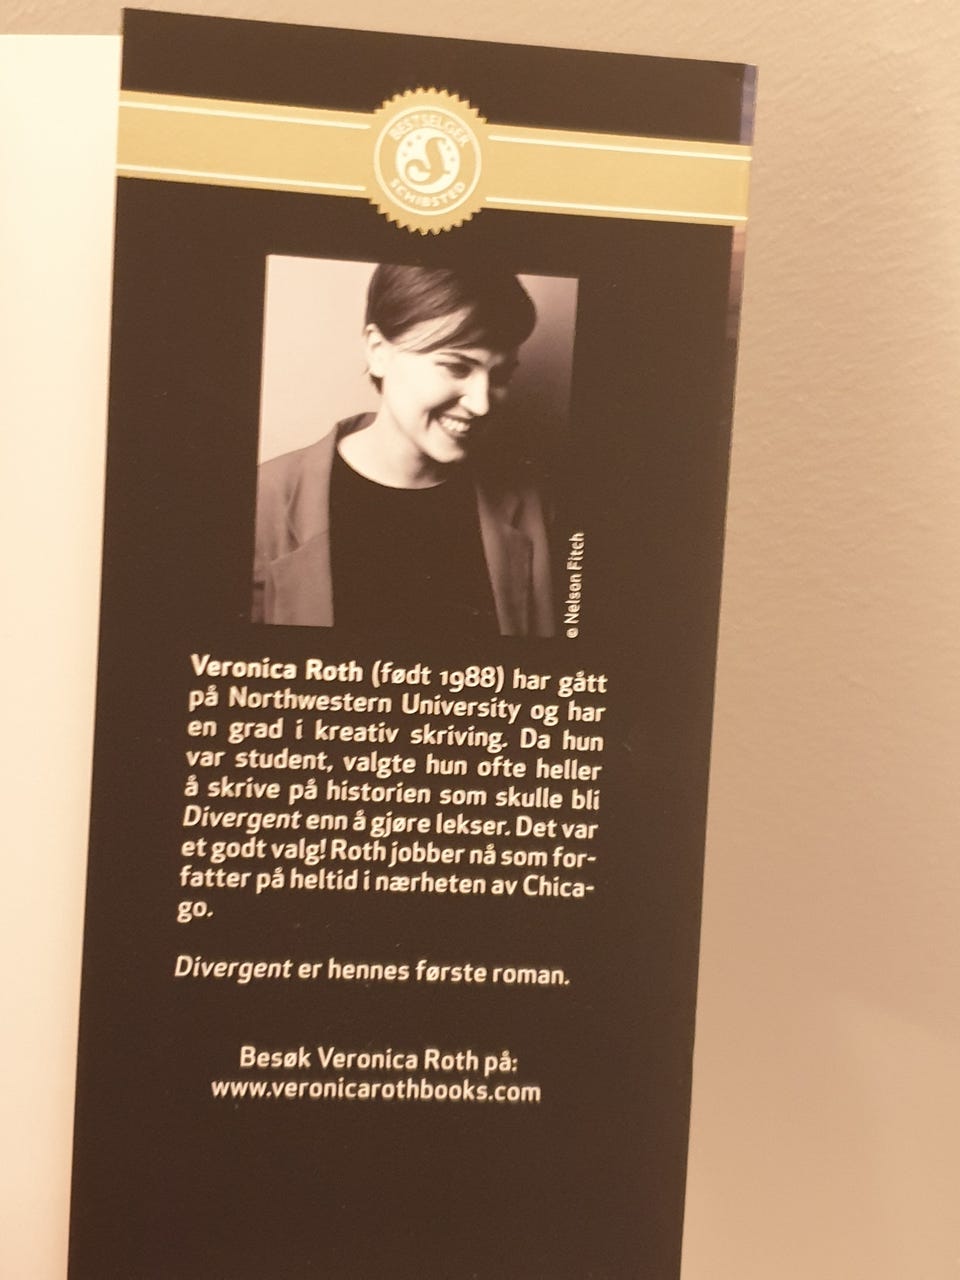 BESTSELGER
SCHIBSTED
© Nelson Fitch
Veronica Roth (født 1988) har gått
på Northwestern University og har
en grad i kreativ skriving. Da hun
var student, valgte hun ofte heller
å skrive på historien som skulle bli
Divergent enn å gjøre lekser. Det var
et godt valg! Roth jobber nå som for-
fatter på heltid i nærheten av Chica-
go.
Divergent er hennes første roman.
Besøk Veronica Roth på:
www.veronicarothbooks.com